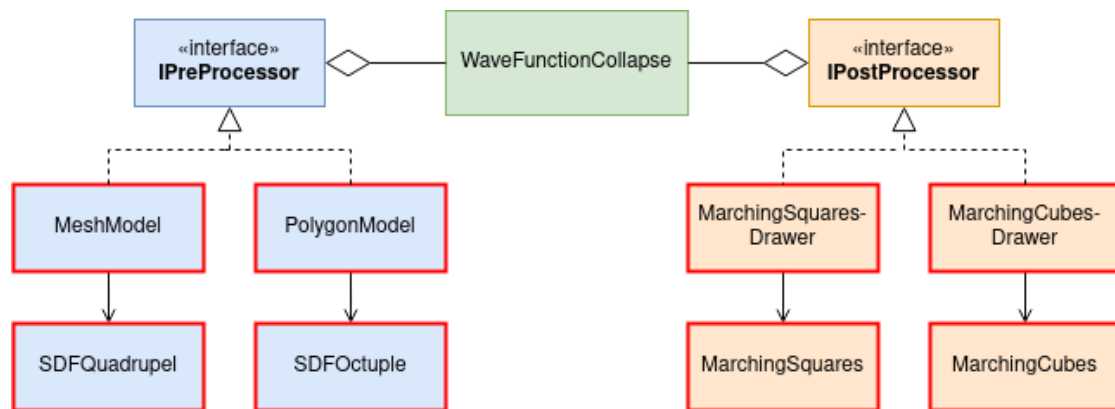 «interface»
IPreProcessor
WaveFunctionCollapse
«interface»
IPostProcessor
MeshModel
PolygonModel
MarchingSquares-
Drawer
MarchingCubes-
Drawer
SDFQuadrupel
SDFOctuple
MarchingSquares
MarchingCubes